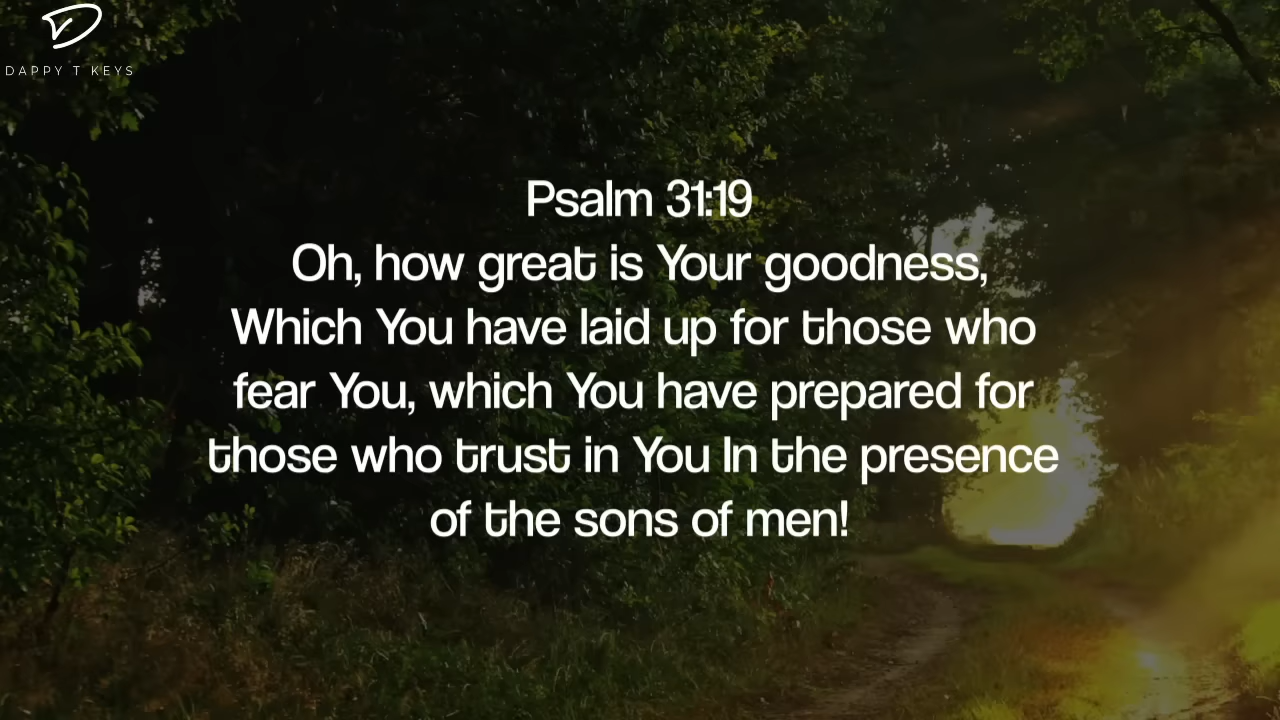 DAPPY T KEYS
Psalm 31:19
Oh, how great is Your goodness,
Which You have laid up for those who
fear You, which You have prepared for
those who trust in You In the presence
of the sons of men!